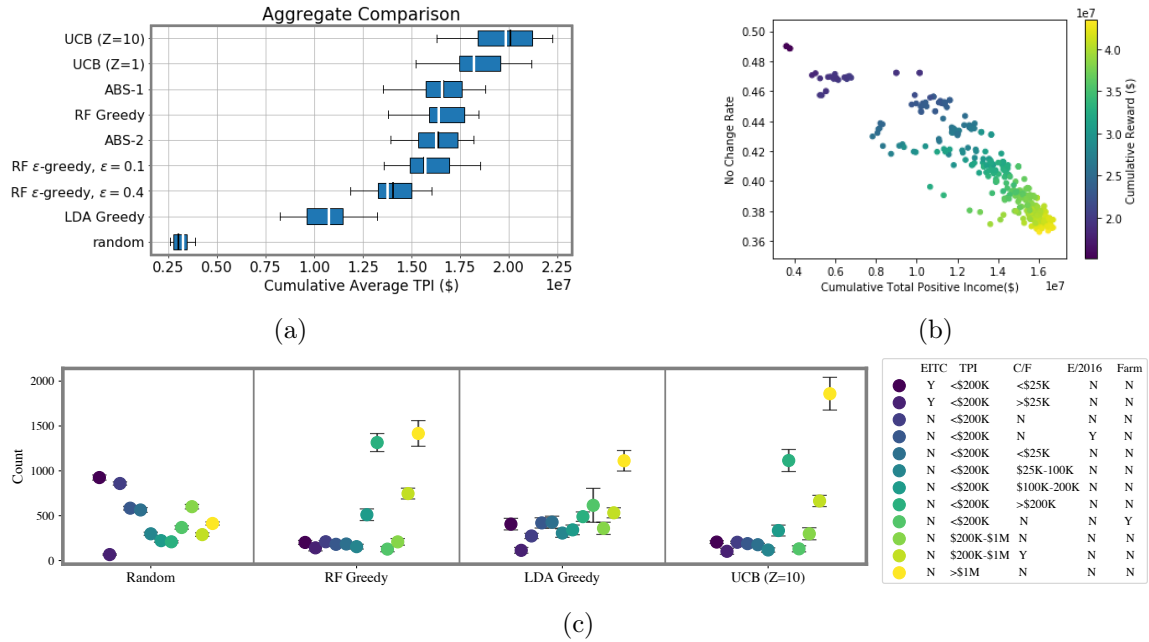 Aggregate Comparison
UCB (Z=10)
UCB (Z=1)
ABS-1
RF Greedy
ABS-2
RF ε-greedy, ε = 0.1
RF ε-greedy, ε = 0.4
LDA Greedy
random
0.25 0.50 0.75 1.00 1.25 1.50 1.75 2.00 2.25
1e7
Cumulative Average TPI ($)
(a)
1e7
0.50
0.48
0.46
0.44
0.42
0.40
0.38
0.36
No Change Rate
0.4 0.6 0.8 1.0 1.2 1.4 1.6
Cumulative Total Positive Income($) 1e7
4.0
3.5
3.0
2.5
2.0
Cumulative Reward ($)
(b)
2000
1500
1000
500
0
Count
Random RF Greedy LDA Greedy UCB (Z=10)
EITC TPI C/F E/2016 Farm
Y <$200K <$25K N N
Y <$200K >$25K N N
N <$200K N N N
N <$200K N Y N
N <$200K <$25K N N
N <$200K $25K-100K N N
N <$200K $100K-200K N N
N <$200K >$200K N N
N <$200K N N Y
N $200K-$1M N N N
N $200K-$1M Y N N
N >$1M N N N
(c)